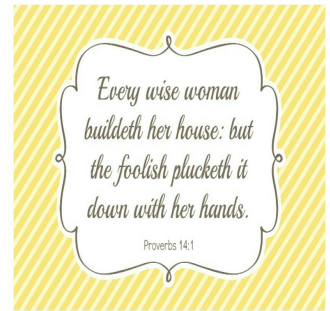 Every wise woman
buildeth her house: but
the foolish plucketh it
down with her hands.
Proverbs 14:1